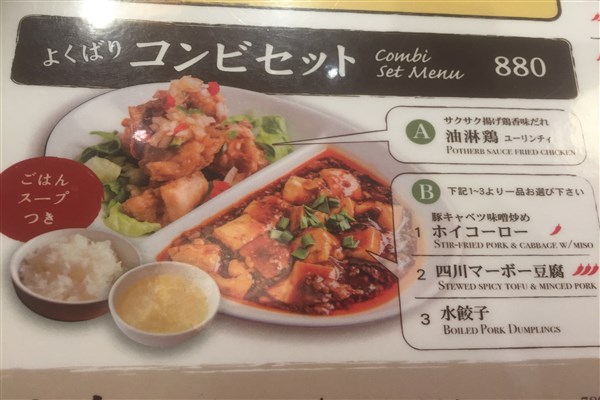 よくばり コンビセット Combi Set Menu 880
ごはん
スープ
つき
A サクサク揚げ鶏香味だれ
油淋鶏 ユーリンチィ
POTHERB SAUCE FRIED CHICKEN
B 下記1~3より一品お選び下さい
豚キャベツ味噌炒め
1 ホイコーロー
STIR-FRIED PORK & CABBAGE W/MISO
2 四川マーボー豆腐
STEWED SPICY TOFU & MINCED PORK
3 水餃子
BOILED PORK DUMPLINGS